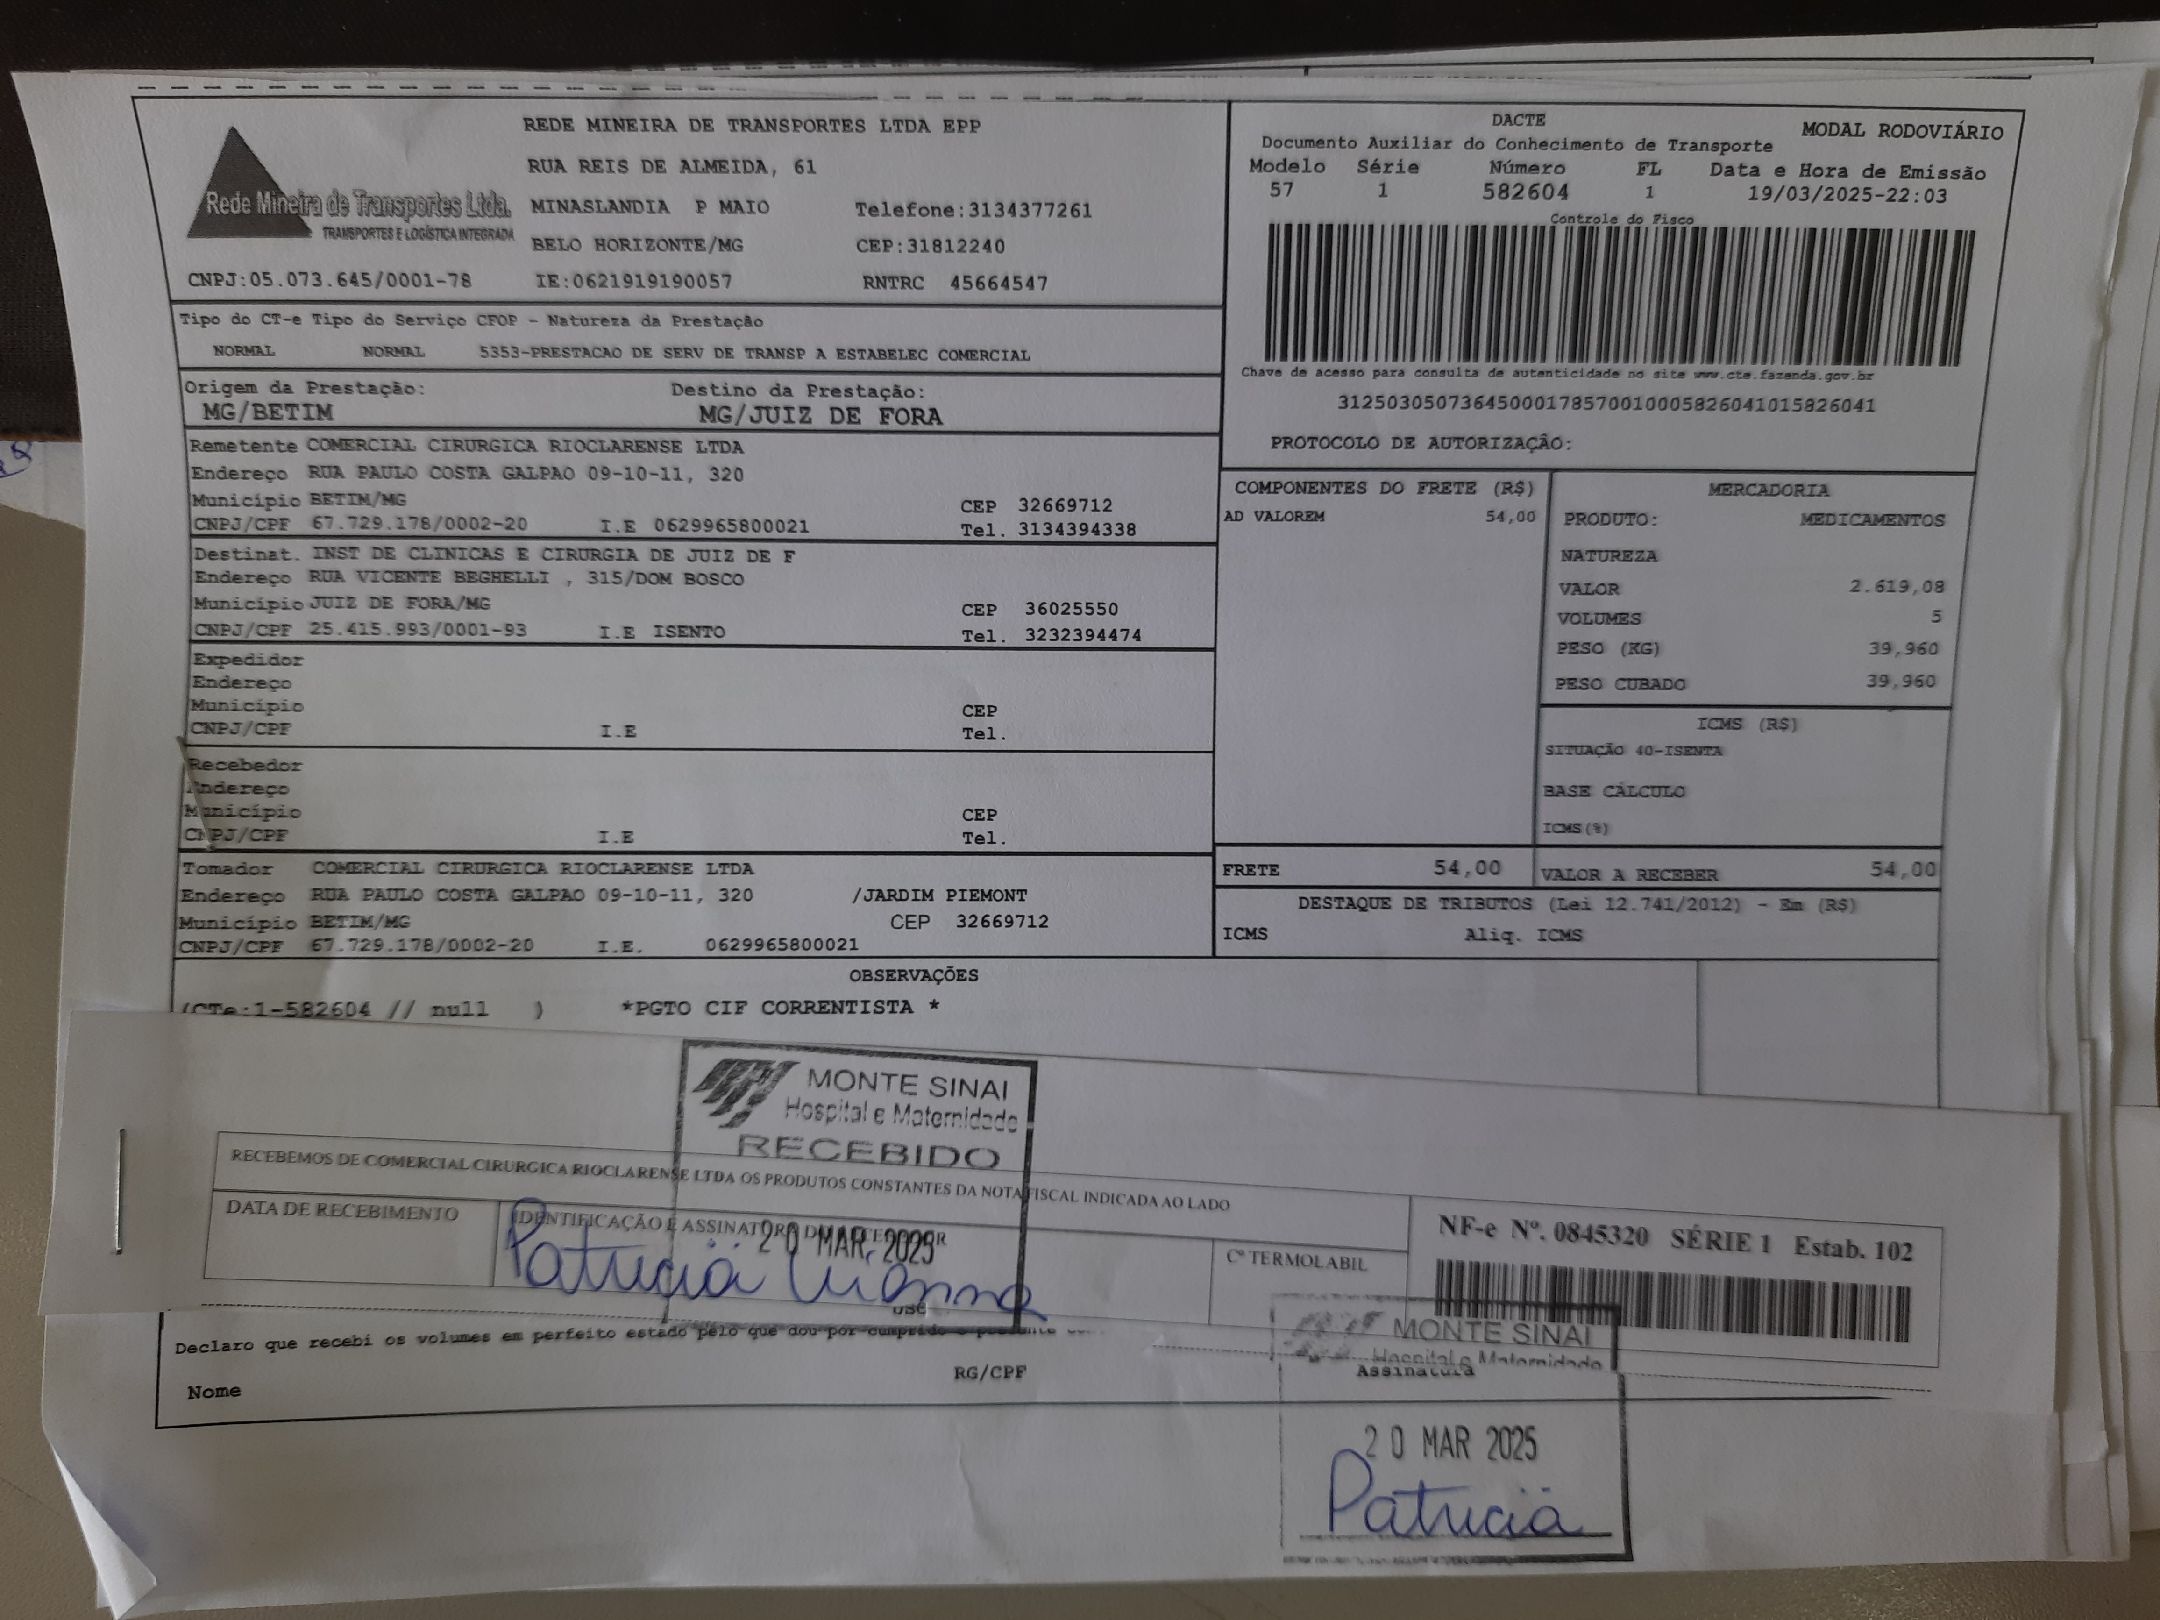 REDE MINEIRA DE TRANSPORTES LTDA EPP
RUA REIS DE ALMEIDA, 61
Rede Mineira de Transportes Ltda.
TRANSPORTES E LOGÍSTICA INTEGRADA
MINASLANDIA P MAIO Telefone:3134377261
BELO HORIZONTE/MG CEP:31812240
CNPJ:05.073.645/0001-78 IE:0621919190057 RNTRC 45664547
DACTE
MODAL RODOVIÁRIO
Documento Auxiliar do Conhecimento de Transporte
Modelo Série Número FL Data e Hora de Emissão
57 1 582604 1 19/03/2025-22:03
Controle do Fisco
Chave de acesso para consulta de autenticidade no site www.cte.fazenda.gov.br
31250305073645000178570010005826041015826041
PROTOCOLO DE AUTORIZAÇÃO:
Tipo do CT-e Tipo do Serviço CFOP - Natureza da Prestação
NORMAL NORMAL 5353-PRESTACAO DE SERV DE TRANSP A ESTABELEC COMERCIAL
Origem da Prestação: Destino da Prestação:
MG/BETIM MG/JUIZ DE FORA
Remetente COMERCIAL CIRURGICA RIOCLARENSE LTDA
Endereço RUA PAULO COSTA GALPAO 09-10-11, 320
Município BETIM/MG CEP 32669712
CNPJ/CPF 67.729.178/0002-20 I.E 0629965800021 Tel. 3134394338
Destinat. INST DE CLINICAS E CIRURGIA DE JUIZ DE F
Endereço RUA VICENTE BEGHELLI , 315/DOM BOSCO
Município JUIZ DE FORA/MG CEP 36025550
CNPJ/CPF 25.415.993/0001-93 I.E ISENTO Tel. 3232394474
Expedidor
Endereço
Município CEP
CNPJ/CPF I.E Tel.
Recebedor
Endereço
Município CEP
CNPJ/CPF I.E Tel.
Tomador COMERCIAL CIRURGICA RIOCLARENSE LTDA
Endereço RUA PAULO COSTA GALPAO 09-10-11, 320 /JARDIM PIEMONT
Município BETIM/MG CEP 32669712
CNPJ/CPF 67.729.178/0002-20 I.E. 0629965800021
COMPONENTES DO FRETE (R$)
AD VALOREM 54,00
MERCADORIA
PRODUTO: MEDICAMENTOS
NATUREZA
VALOR 2.619,08
VOLUMES 5
PESO (KG) 39,960
PESO CUBADO 39,960
ICMS (R$)
SITUAÇÃO 40-ISENTA
BASE CÁLCULO
ICMS(%)
FRETE 54,00 VALOR A RECEBER 54,00
DESTAQUE DE TRIBUTOS (Lei 12.741/2012) - Em (R$)
ICMS Aliq. ICMS
OBSERVAÇÕES
(CTe:1-582604 // null ) *PGTO CIF CORRENTISTA *
MONTE SINAI
Hospital e Maternidade
RECEBIDO
RECEBEMOS DE COMERCIAL CIRURGICA RIOCLARENSE LTDA OS PRODUTOS CONSTANTES DA NOTA FISCAL INDICADA AO LADO
DATA DE RECEBIMENTO IDENTIFICAÇÃO E ASSINATURA DO RECEBEDOR
20 MAR. 2025
Patricia Vianna
Cº TERMOLABIL
NF-e Nº. 0845320 SÉRIE 1 Estab. 102
Declaro que recebi os volumes em perfeito estado pelo que dou por cumprido o presente
Nome RG/CPF Assinatura
MONTE SINAI
Hospital e Maternidade
20 MAR 2025
Patricia